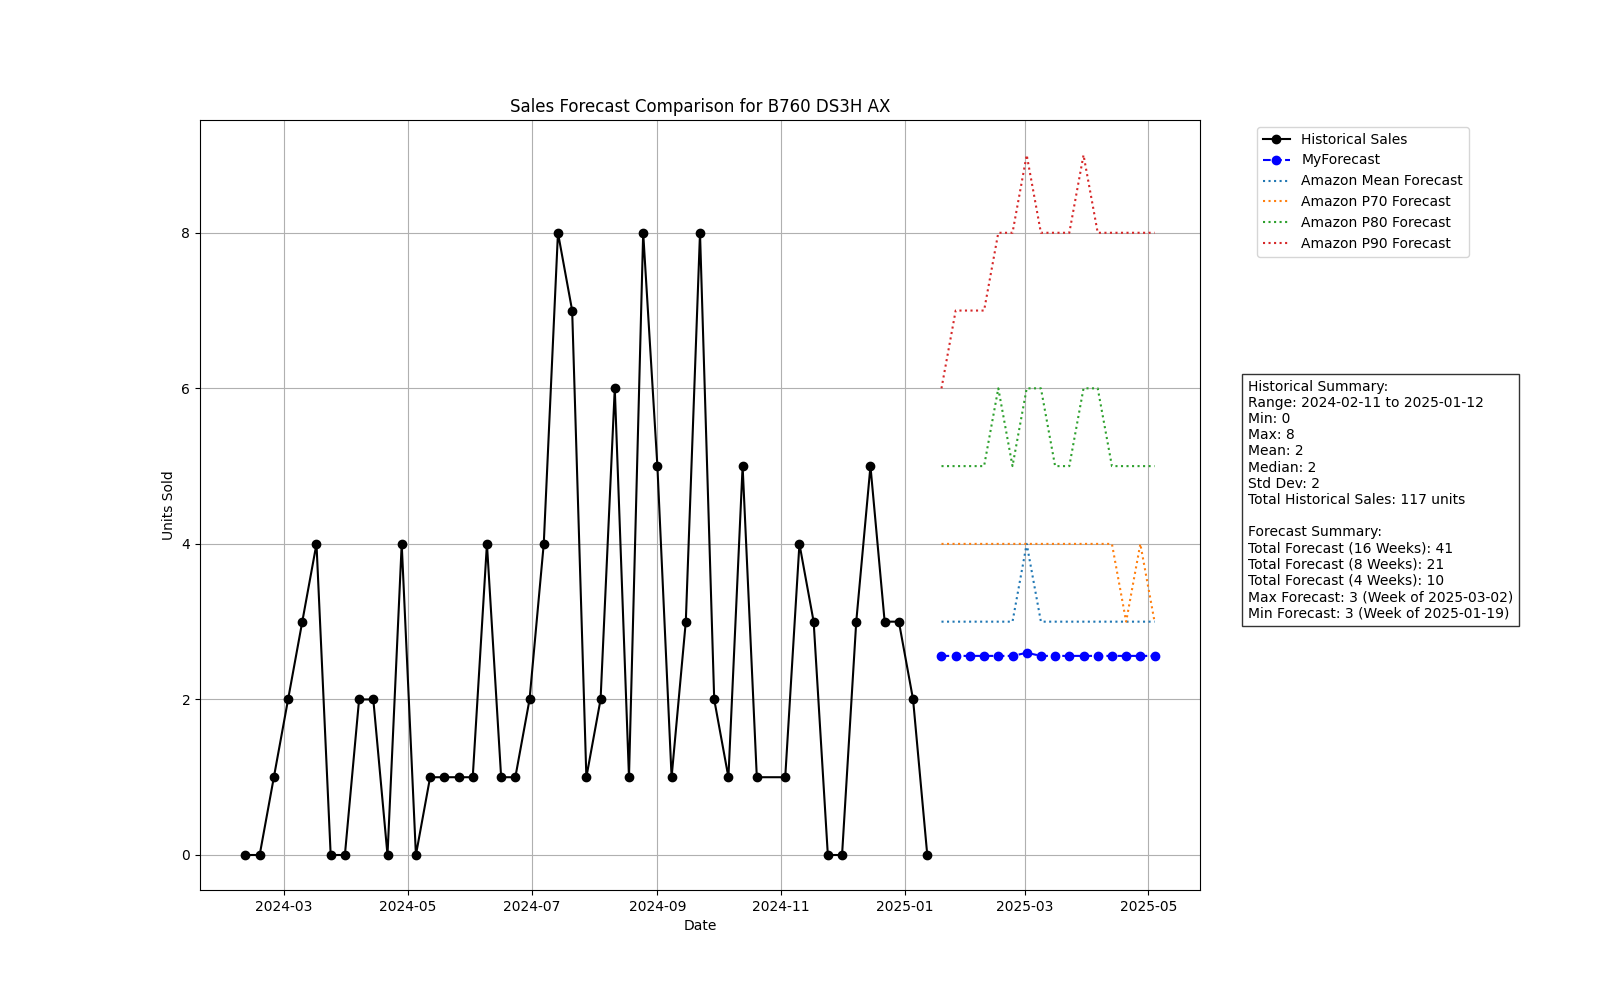 Sales Forecast Comparison for B760 DS3H AX
Historical Sales
MyForecast
Amazon Mean Forecast
Amazon P70 Forecast
Amazon P80 Forecast
Amazon P90 Forecast
8
6
4
2
0
Units Sold
Historical Summary:
Range: 2024-02-11 to 2025-01-12
Min: 0
Max: 8
Mean: 2
Median: 2
Std Dev: 2
Total Historical Sales: 117 units
Forecast Summary:
Total Forecast (16 Weeks): 41
Total Forecast (8 Weeks): 21
Total Forecast (4 Weeks): 10
Max Forecast: 3 (Week of 2025-03-02)
Min Forecast: 3 (Week of 2025-01-19)
2024-03 2024-05 2024-07 2024-09 2024-11 2025-01 2025-03 2025-05
Date